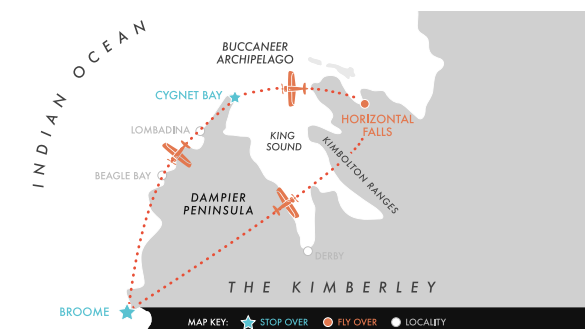 INDIAN OCEAN
BUCCANEER
ARCHIPELAGO
CYGNET BAY
HORIZONTAL
FALLS
LOMBADINA
KING
SOUND
KIMBOLTON RANGES
BEAGLE BAY
DAMPIER
PENINSULA
DERBY
THE KIMBERLEY
BROOME
MAP KEY: STOP OVER FLY OVER LOCALITY